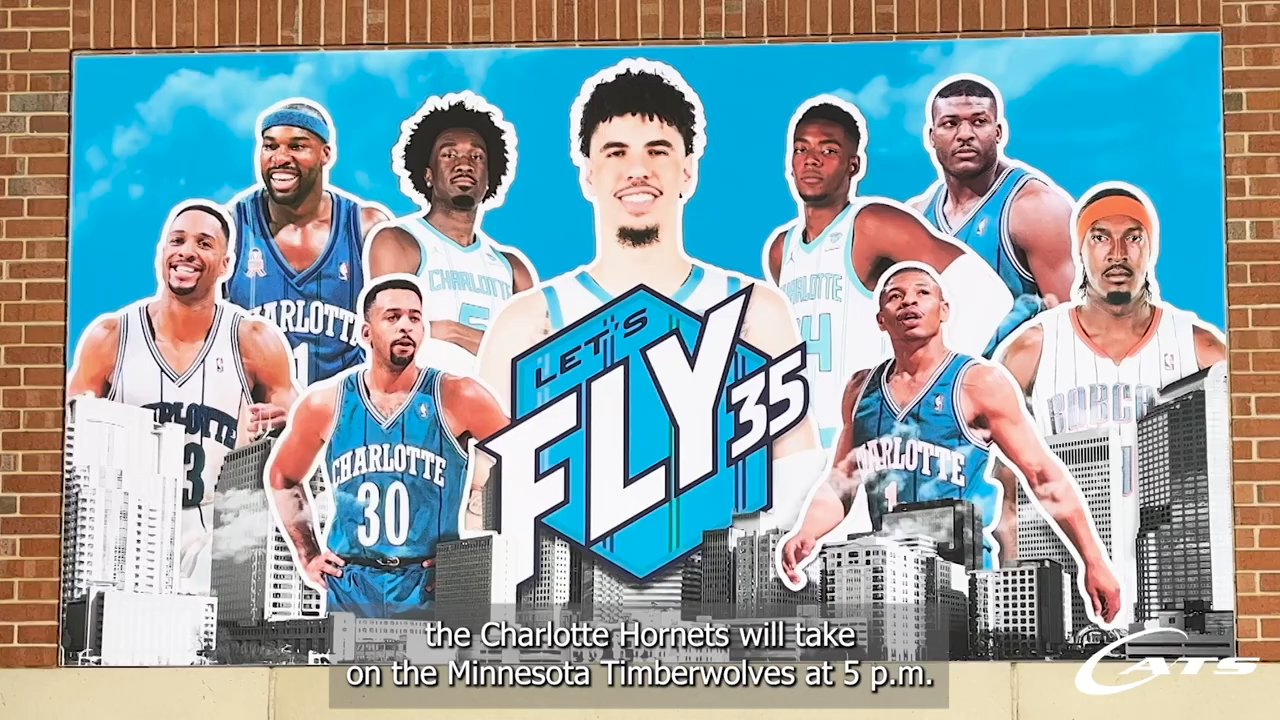 LET'S
FLY 35
CHARLOTTE
CHARLOTTE
CHARLOTTE
30
CHARLOTTE
1
the Charlotte Hornets will take
on the Minnesota Timberwolves at 5 p.m.
CATS